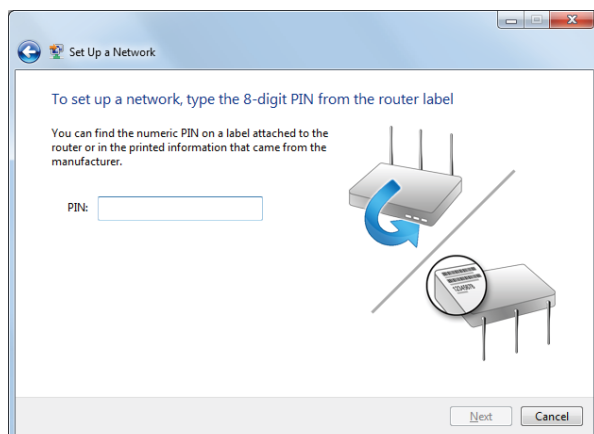 Set Up a Network
To set up a network, type the 8-digit PIN from the router label
You can find the numeric PIN on a label attached to the
router or in the printed information that came from the
manufacturer.
PIN:
Next
Cancel